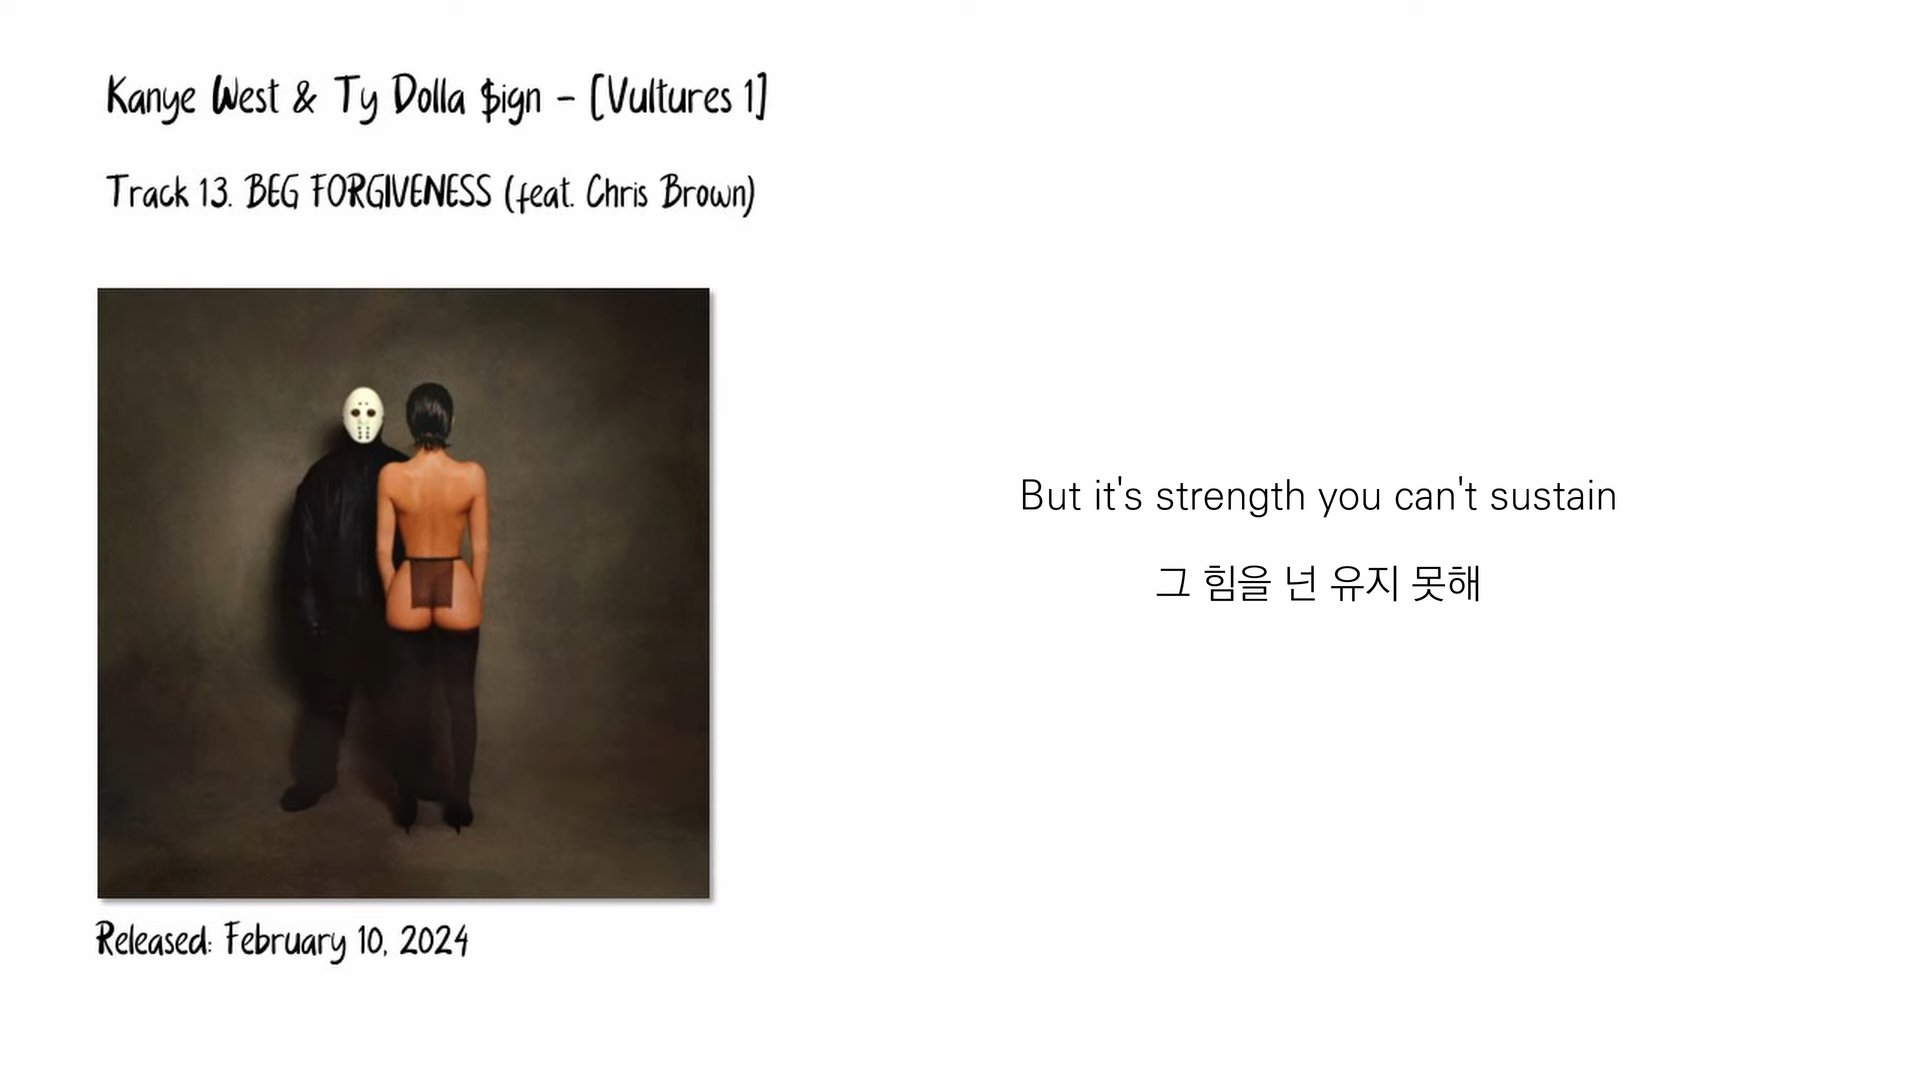 Kanye West & Ty Dolla $ign - [Vultures 1]
Track 13. BEG FORGIVENESS (feat. Chris Brown)
But it's strength you can't sustain
그 힘을 넌 유지 못해
Released: February 10, 2024